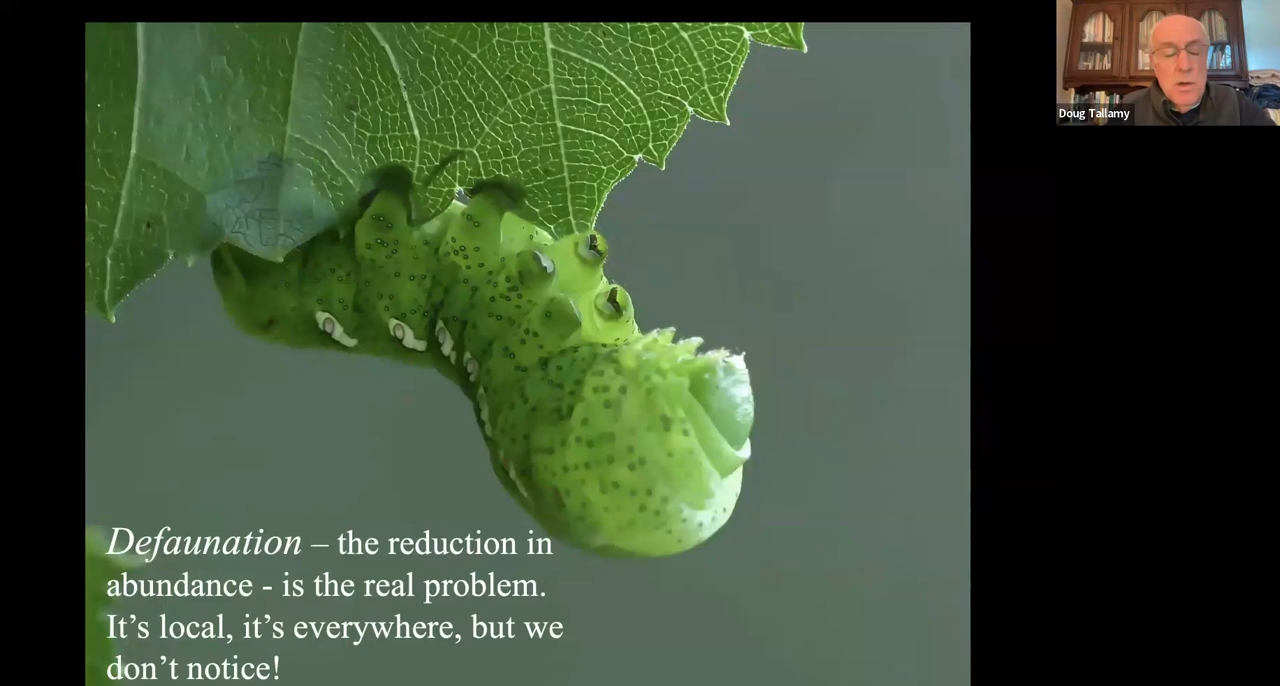 Doug Tallamy
Defaunation – the reduction in
abundance - is the real problem.
It’s local, it’s everywhere, but we
don’t notice!